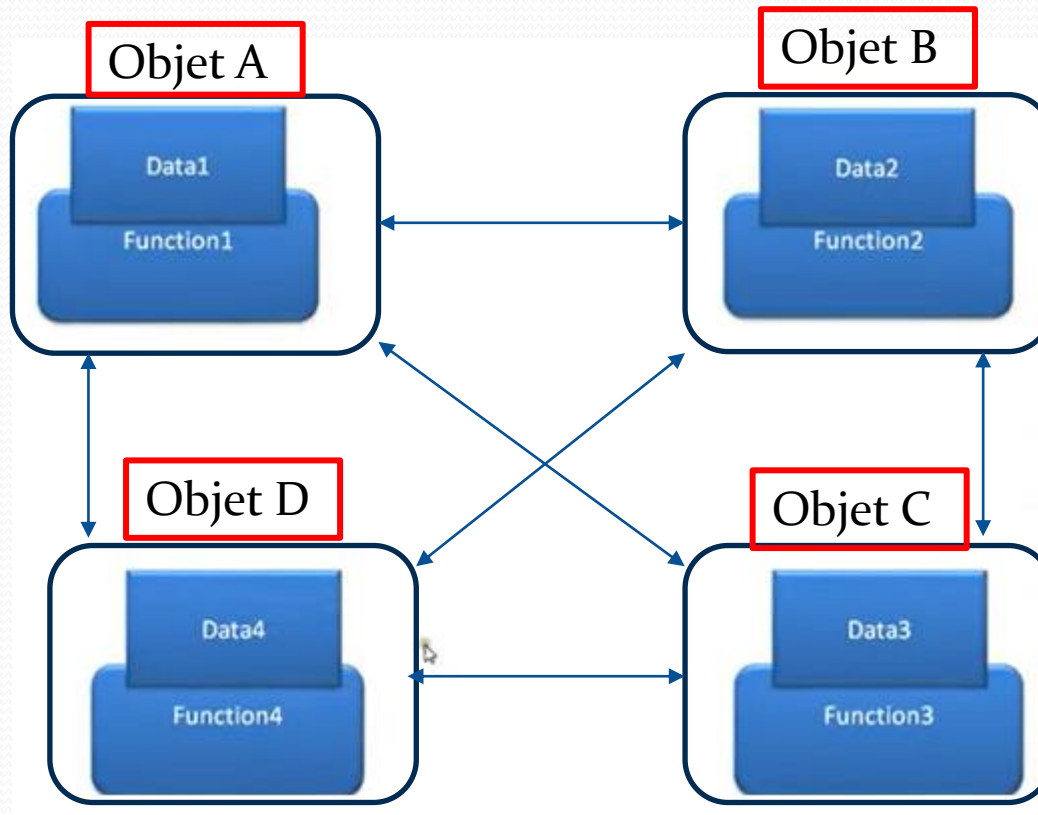 Objet A
Data1
Function1
Objet B
Data2
Function2
Objet D
Data4
Function4
Objet C
Data3
Function3